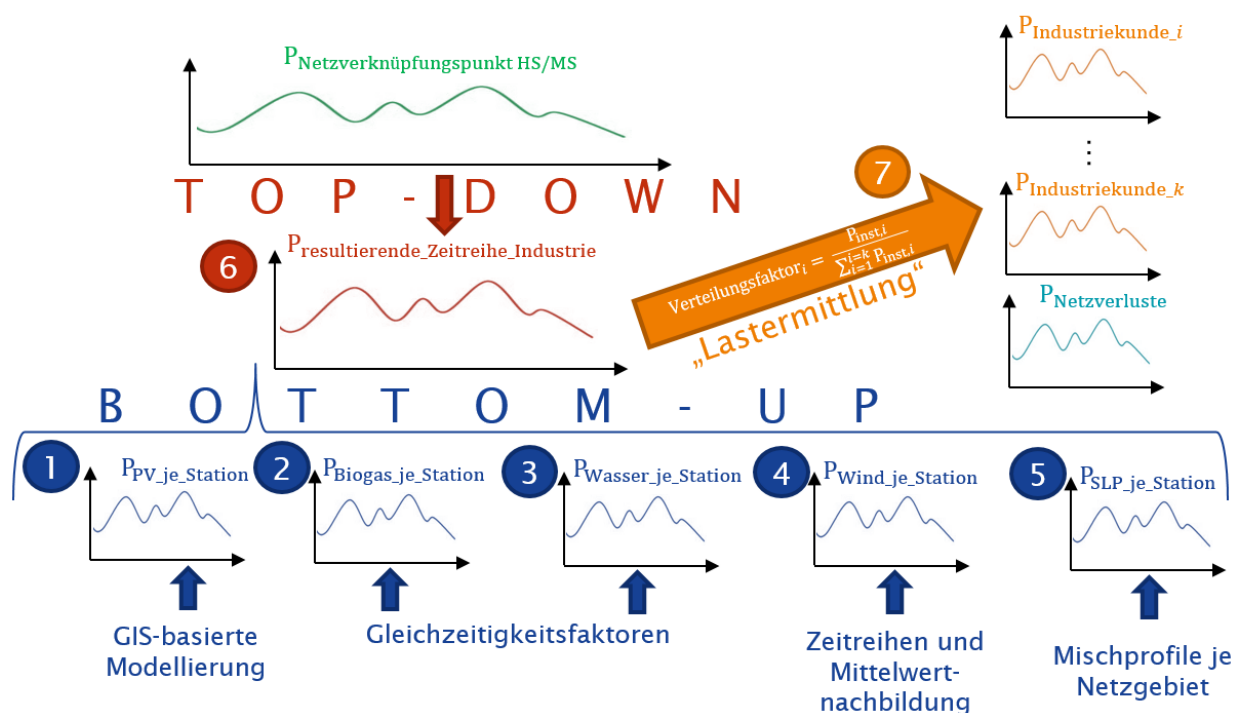 P_Netzverknüpfungspunkt HS/MS
T O P - D O W N
6
P_resultierende_Zeitreihe_Industrie
7
Verteilungsfaktor_i = P_inst,i / ∑_{i=1}^{i=k} P_inst,i
„Lastermittlung“
P_Industriekunde_i
⋮
P_Industriekunde_k
P_Netzverluste
B O T T O M - U P
1
P_PV_je_Station
2
P_Biogas_je_Station
3
P_Wasser_je_Station
4
P_Wind_je_Station
5
P_SLP_je_Station
GIS-basierte
Modellierung
Gleichzeitigkeitsfaktoren
Zeitreihen und
Mittelwert-
nachbildung
Mischprofile je
Netzgebiet